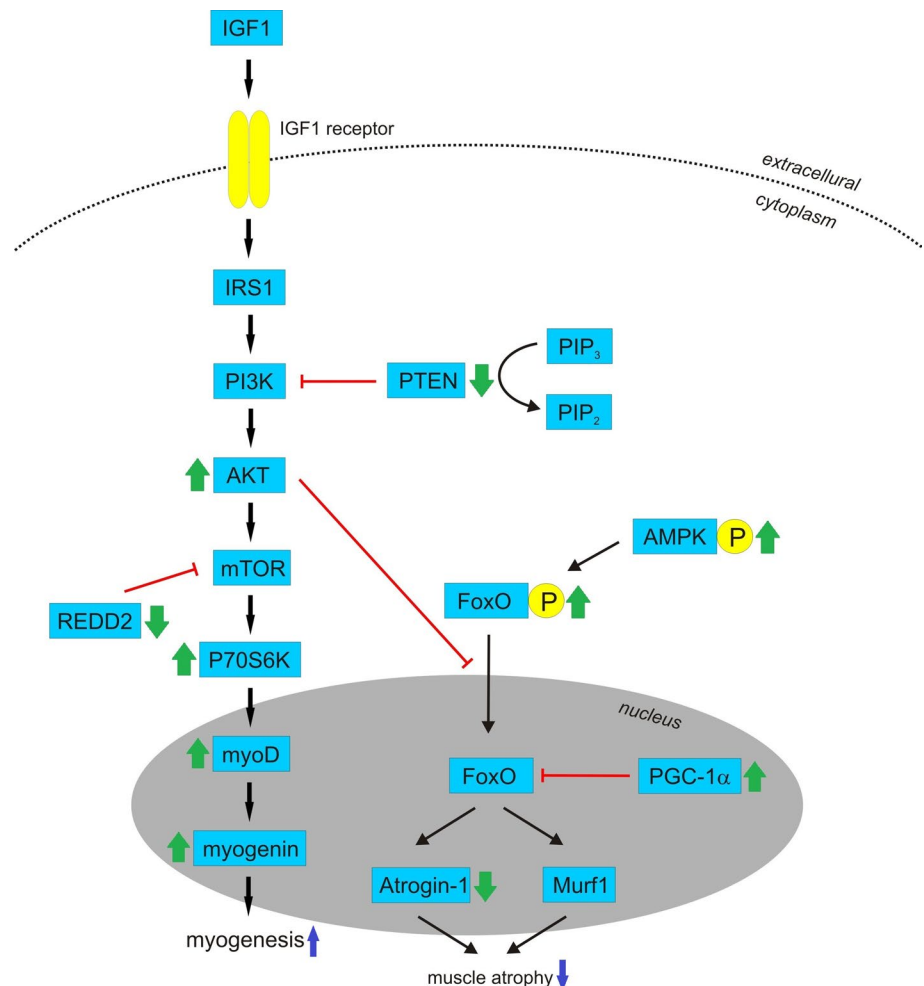 IGF1
IGF1 receptor
extracellural
cytoplasm
IRS1
PIP₃
PI3K
PTEN
PIP₂
AKT
AMPK P
mTOR
FoxO P
REDD2
P70S6K
nucleus
myoD
FoxO
PGC-1α
myogenin
Atrogin-1
Murf1
myogenesis
muscle atrophy